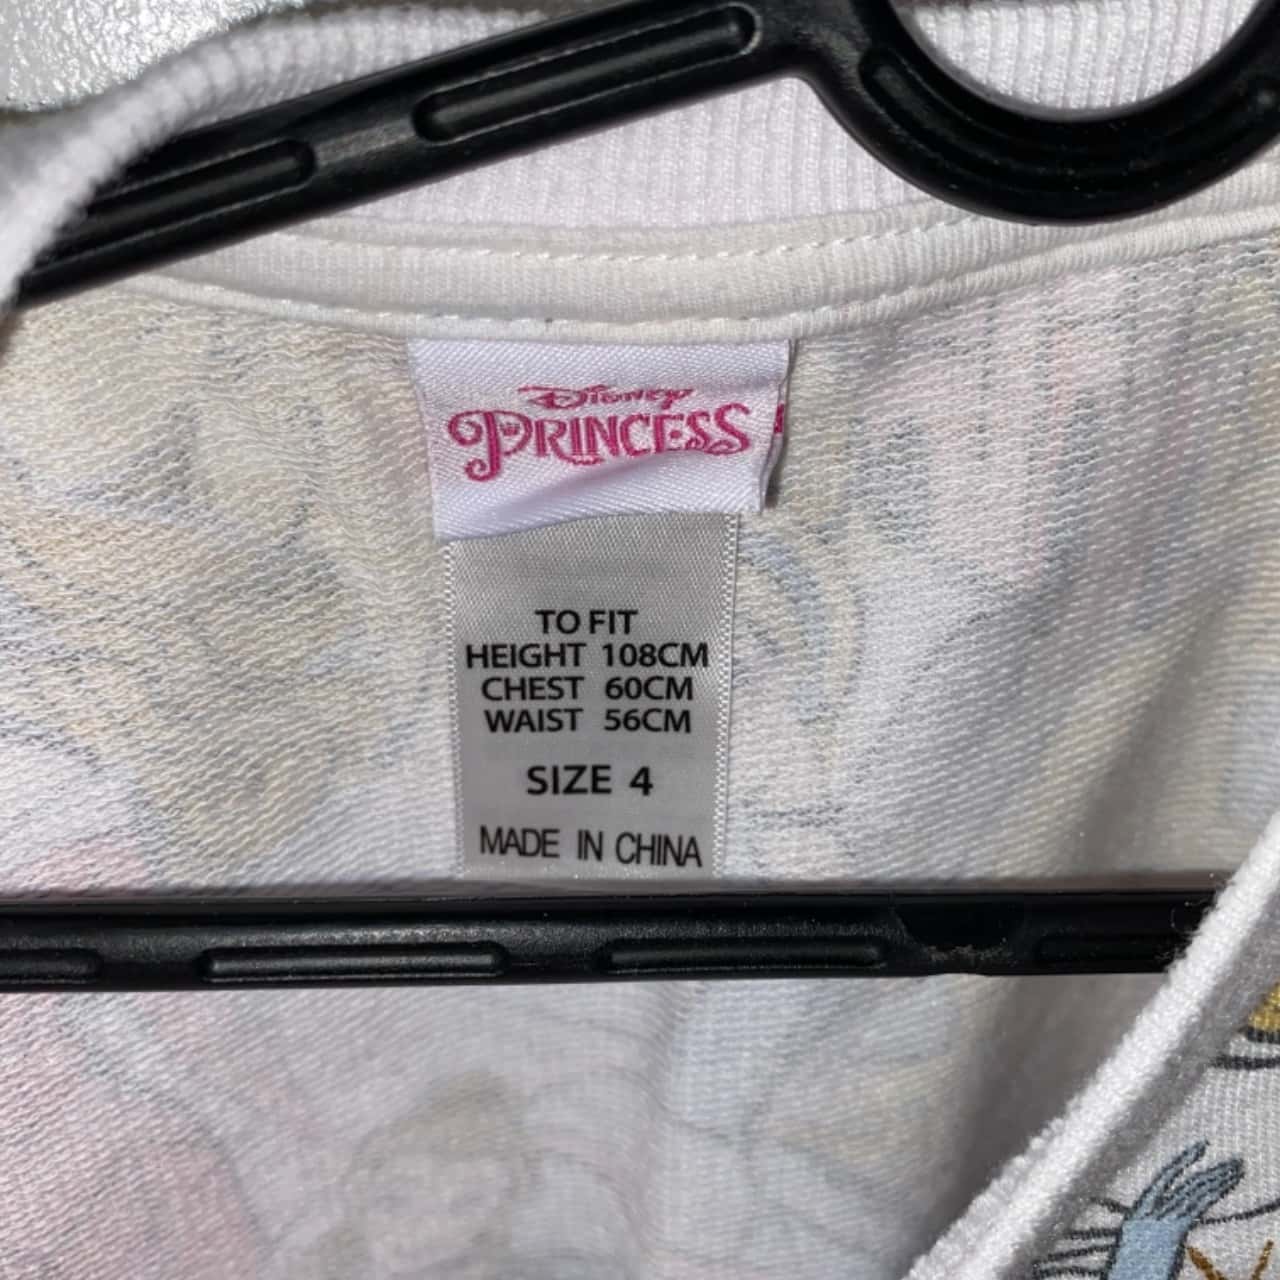 Disney
PRINCESS
TO FIT
HEIGHT 108CM
CHEST 60CM
WAIST 56CM
SIZE 4
MADE IN CHINA